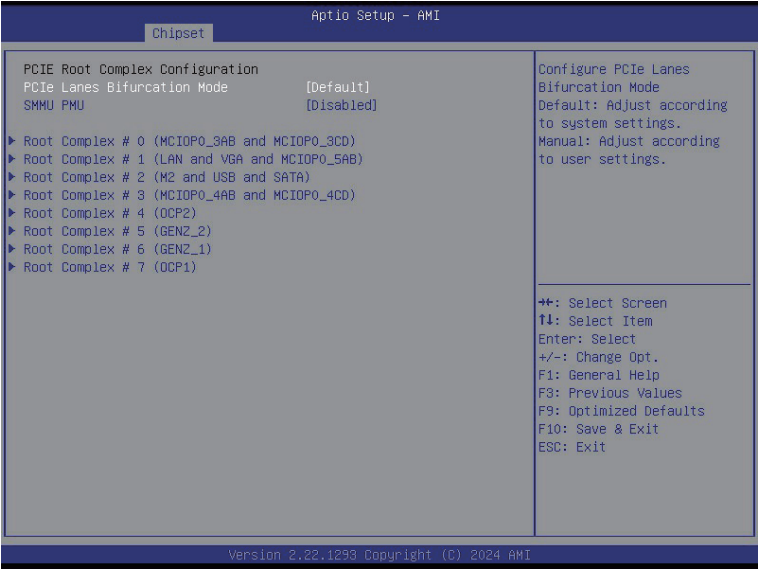 Aptio Setup – AMI
Chipset
PCIE Root Complex Configuration
PCIe Lanes Bifurcation Mode [Default]
SMMU PMU [Disabled]
Root Complex # 0 (MCIOP0_3AB and MCIOP0_3CD)
Root Complex # 1 (LAN and VGA and MCIOP0_5AB)
Root Complex # 2 (M2 and USB and SATA)
Root Complex # 3 (MCIOP0_4AB and MCIOP0_4CD)
Root Complex # 4 (OCP2)
Root Complex # 5 (GENZ_2)
Root Complex # 6 (GENZ_1)
Root Complex # 7 (OCP1)
Configure PCIe Lanes
Bifurcation Mode
Default: Adjust according
to system settings.
Manual: Adjust according
to user settings.
→←: Select Screen
↑↓: Select Item
Enter: Select
+/-: Change Opt.
F1: General Help
F3: Previous Values
F9: Optimized Defaults
F10: Save & Exit
ESC: Exit
Version 2.22.1293 Copyright (C) 2024 AMI